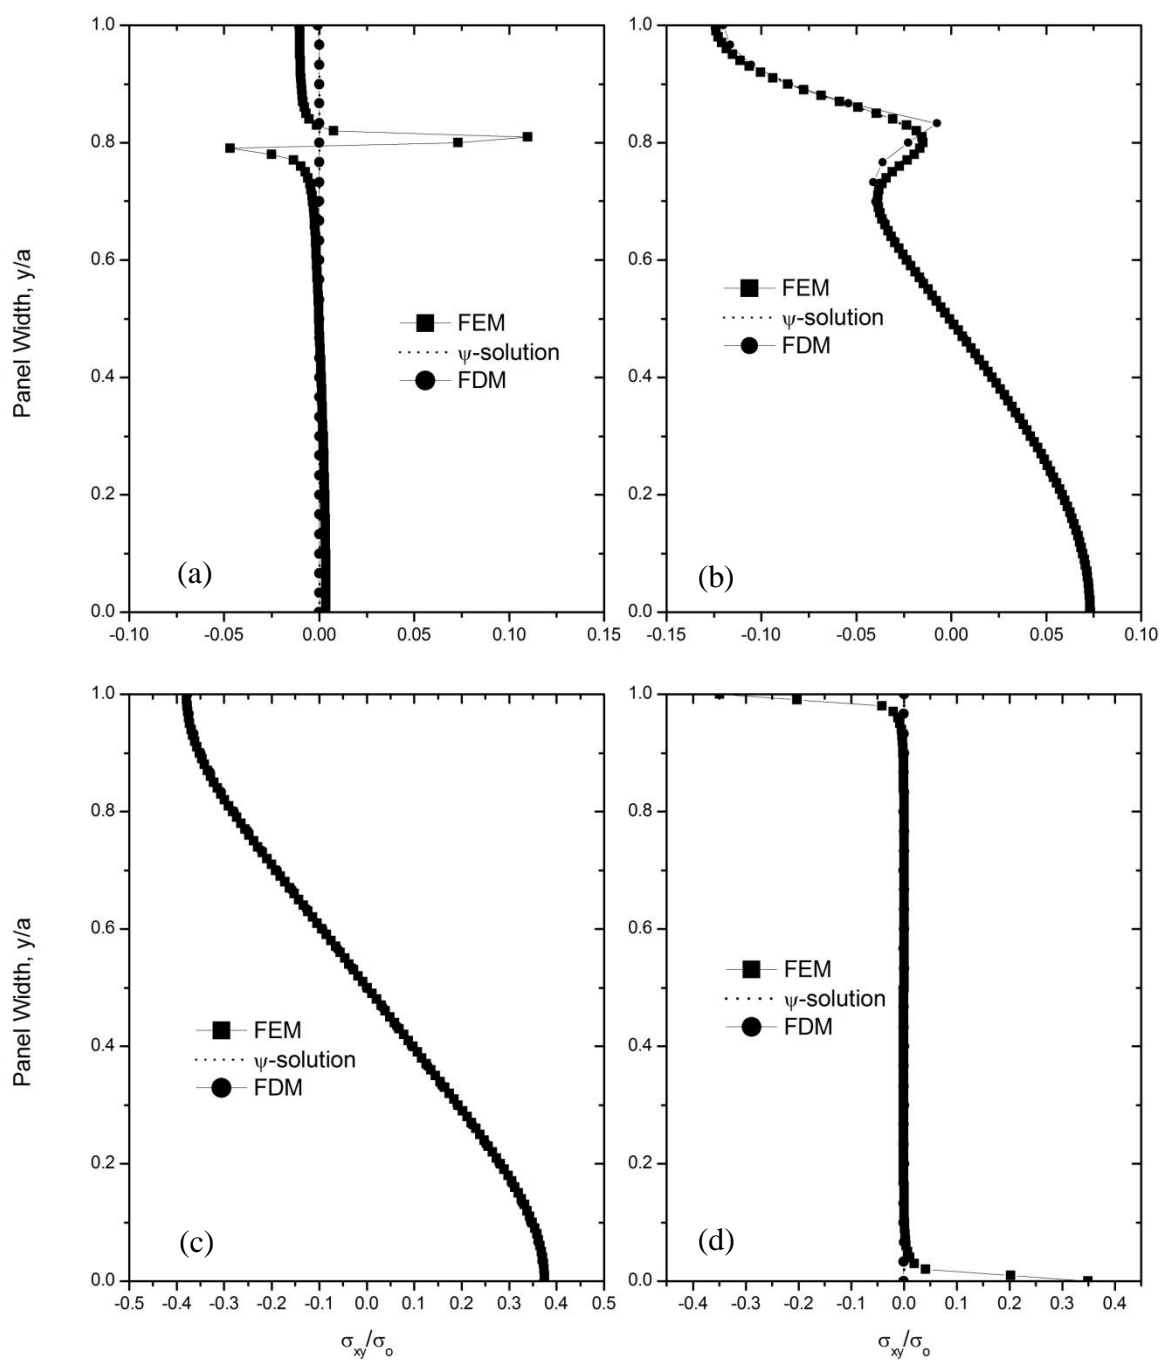 1.0
0.8
0.6
0.4
0.2
0.0
Panel Width, y/a
FEM
ψ-solution
FDM
(a)
-0.10 -0.05 0.00 0.05 0.10 0.15
1.0
0.8
0.6
0.4
0.2
0.0
FEM
ψ-solution
FDM
(b)
-0.15 -0.10 -0.05 0.00 0.05 0.10
1.0
0.8
0.6
0.4
0.2
0.0
Panel Width, y/a
FEM
ψ-solution
FDM
(c)
-0.5 -0.4 -0.3 -0.2 -0.1 0.0 0.1 0.2 0.3 0.4 0.5
σxy/σo
1.0
0.8
0.6
0.4
0.2
0.0
FEM
ψ-solution
FDM
(d)
-0.4 -0.3 -0.2 -0.1 0.0 0.1 0.2 0.3 0.4
σxy/σo